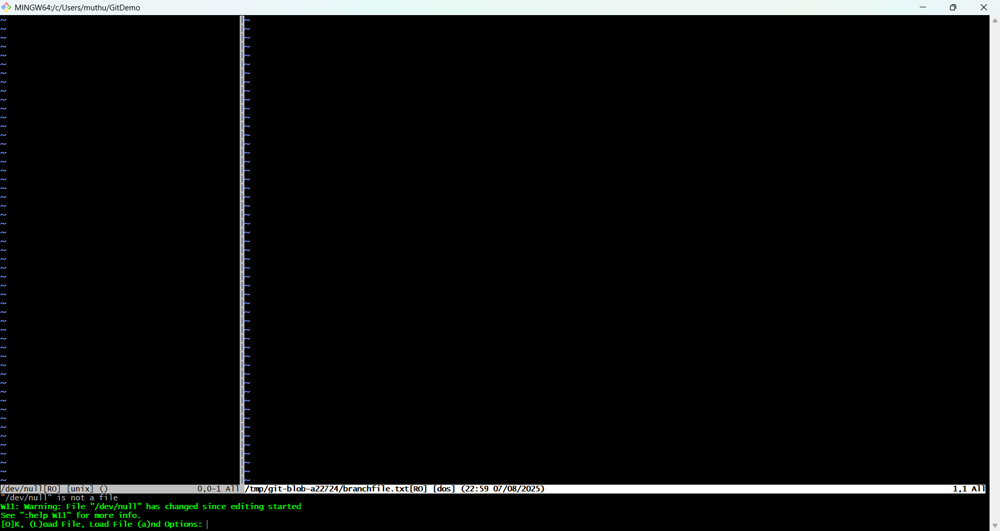 MINGW64:/c/Users/muthu/GitDemo
/dev/null[RO] [unix] () 0,0-1 All /tmp/git-blob-a22724/branchfile.txt[RO] [dos] (22:59 07/08/2025) 1,1 All
"/dev/null" is not a file
W11: Warning: File "/dev/null" has changed since editing started
See ":help W11" for more info.
[O]K, (L)oad File, Load File (a)nd Options: